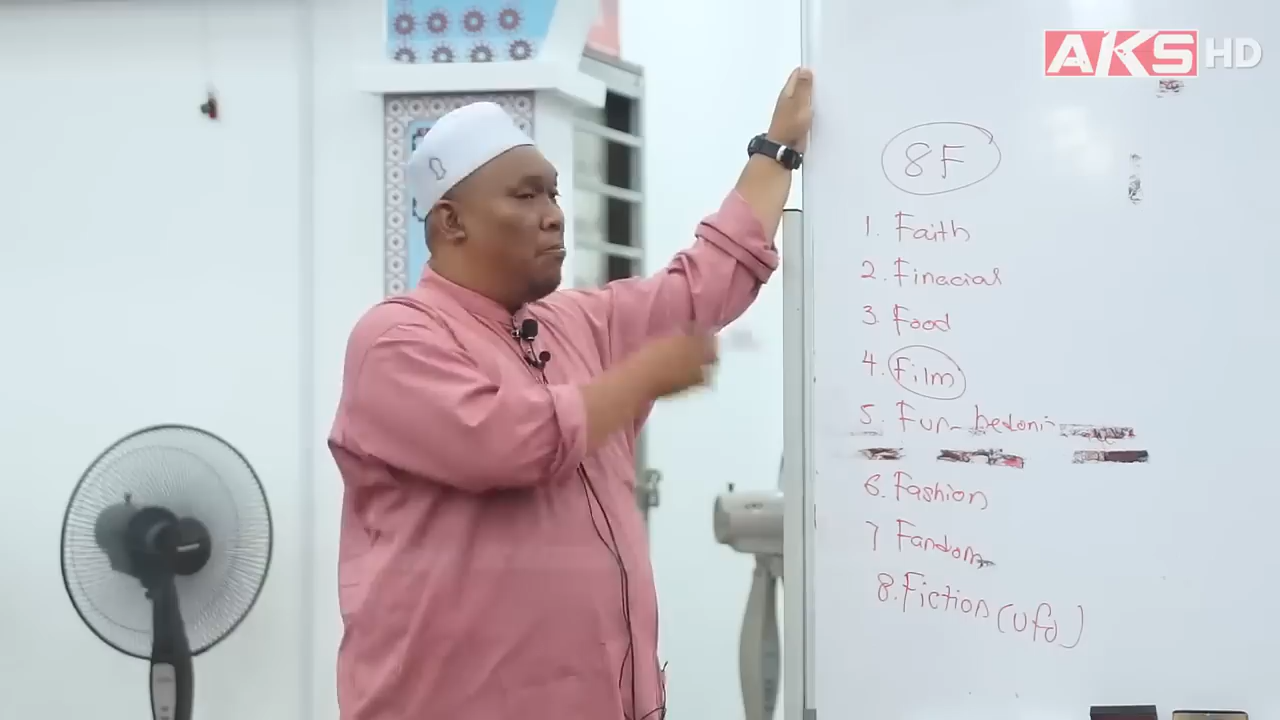 AKS HD
8F
1. Faith
2. Finacial
3. Food
4. Film
5. Fun - hedoni-
6. Fashion
7 Fandom
8. Fiction (ufo)